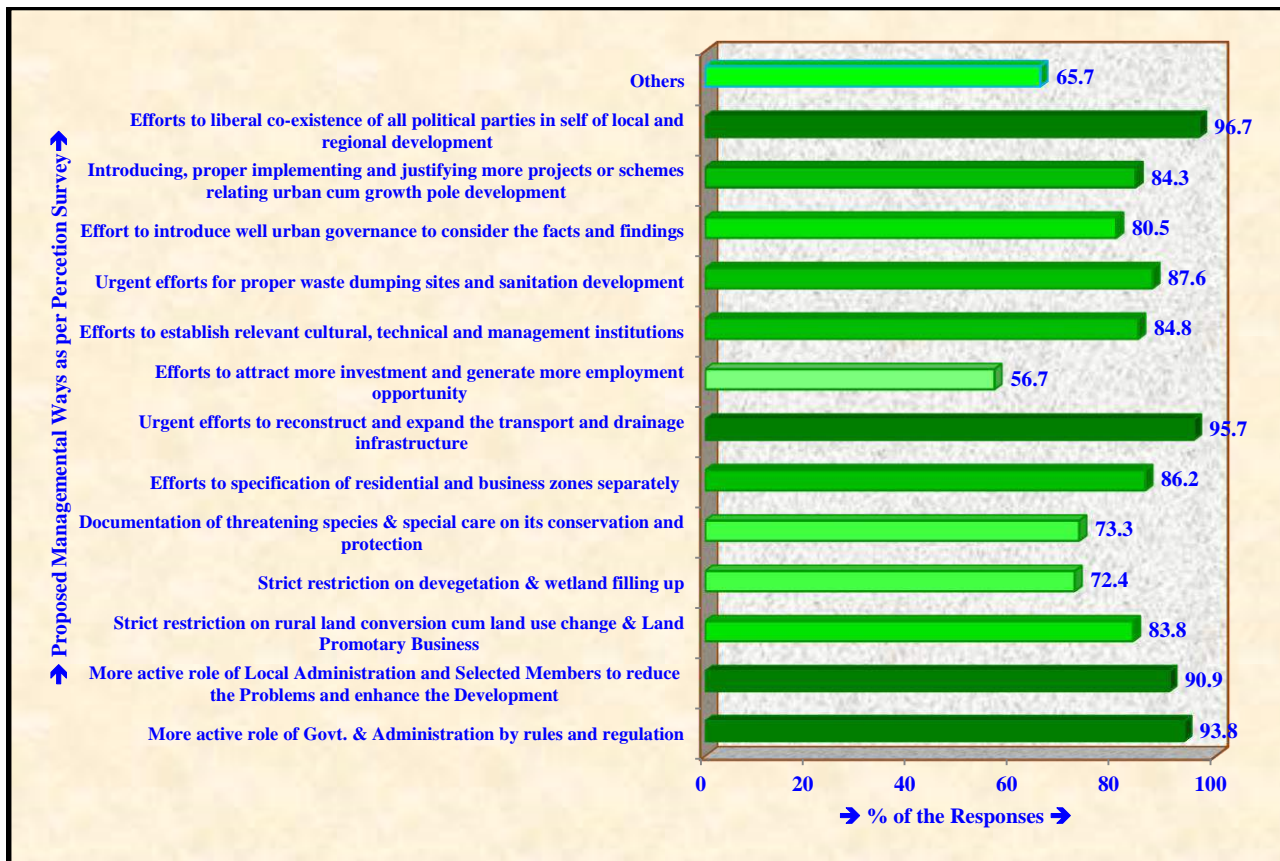 Others
65.7
Efforts to liberal co-existence of all political parties in self of local and
regional development
96.7
Introducing, proper implementing and justifying more projects or schemes
relating urban cum growth pole development
84.3
Effort to introduce well urban governance to consider the facts and findings
80.5
Urgent efforts for proper waste dumping sites and sanitation development
87.6
Efforts to establish relevant cultural, technical and management institutions
84.8
Efforts to attract more investment and generate more employment
opportunity
56.7
Urgent efforts to reconstruct and expand the transport and drainage
infrastructure
95.7
Efforts to specification of residential and business zones separately
86.2
Documentation of threatening species & special care on its conservation and
protection
73.3
Strict restriction on devegetation & wetland filling up
72.4
Strict restriction on rural land conversion cum land use change & Land
Promotary Business
83.8
More active role of Local Administration and Selected Members to reduce
the Problems and enhance the Development
90.9
More active role of Govt. & Administration by rules and regulation
93.8
➔ Proposed Managemental Ways as per Percetion Survey ➔
0 20 40 60 80 100
➔ % of the Responses ➔